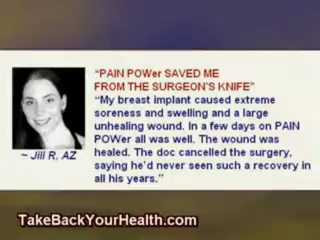 “PAIN POWer SAVED ME
FROM THE SURGEON'S KNIFE”
“My breast implant caused extreme
soreness and swelling and a large
unhealing wound. In a few days on PAIN
POWer all was well. The wound was
healed. The doc cancelled the surgery,
saying he'd never seen such a recovery in
all his years.”
~ Jill R, AZ
TakeBackYourHealth.com